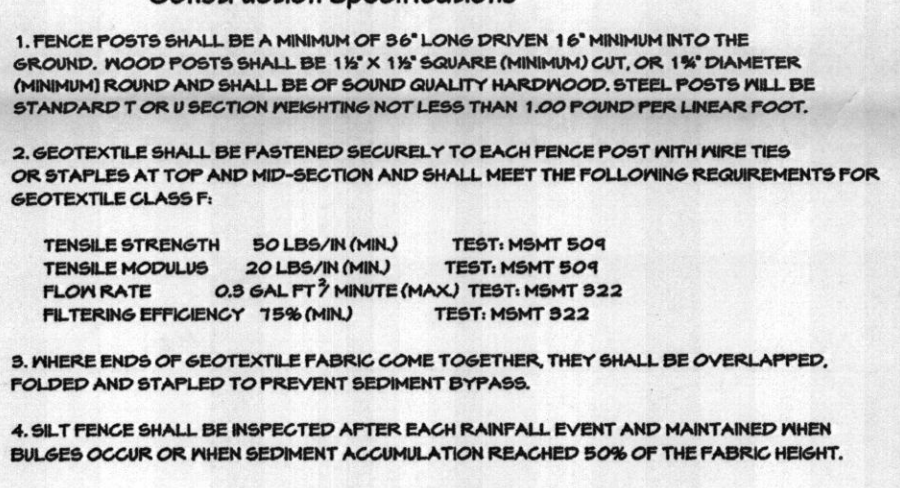 Construction Specifications
1. FENCE POSTS SHALL BE A MINIMUM OF 36" LONG DRIVEN 16" MINIMUM INTO THE
GROUND. WOOD POSTS SHALL BE 1½" X 1½" SQUARE (MINIMUM) CUT, OR 1¾" DIAMETER
(MINIMUM) ROUND AND SHALL BE OF SOUND QUALITY HARDWOOD. STEEL POSTS WILL BE
STANDARD T OR U SECTION WEIGHTING NOT LESS THAN 1.00 POUND PER LINEAR FOOT.
2. GEOTEXTILE SHALL BE FASTENED SECURELY TO EACH FENCE POST WITH WIRE TIES
OR STAPLES AT TOP AND MID-SECTION AND SHALL MEET THE FOLLOWING REQUIREMENTS FOR
GEOTEXTILE CLASS F:
TENSILE STRENGTH 50 LBS/IN (MIN.) TEST: MSMT 509
TENSILE MODULUS 20 LBS/IN (MIN.) TEST: MSMT 509
FLOW RATE 0.3 GAL FT²/ MINUTE (MAX.) TEST: MSMT 322
FILTERING EFFICIENCY 75% (MIN.) TEST: MSMT 322
3. WHERE ENDS OF GEOTEXTILE FABRIC COME TOGETHER, THEY SHALL BE OVERLAPPED,
FOLDED AND STAPLED TO PREVENT SEDIMENT BYPASS.
4. SILT FENCE SHALL BE INSPECTED AFTER EACH RAINFALL EVENT AND MAINTAINED WHEN
BULGES OCCUR OR WHEN SEDIMENT ACCUMULATION REACHED 50% OF THE FABRIC HEIGHT.